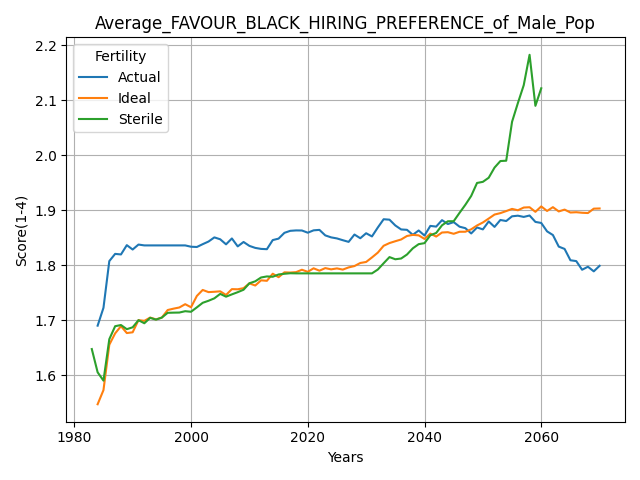 Average_FAVOUR_BLACK_HIRING_PREFERENCE_of_Male_Pop
Fertility
Actual
Ideal
Sterile
Score(1-4)
2.2
2.1
2.0
1.9
1.8
1.7
1.6
1980
2000
2020
2040
2060
Years